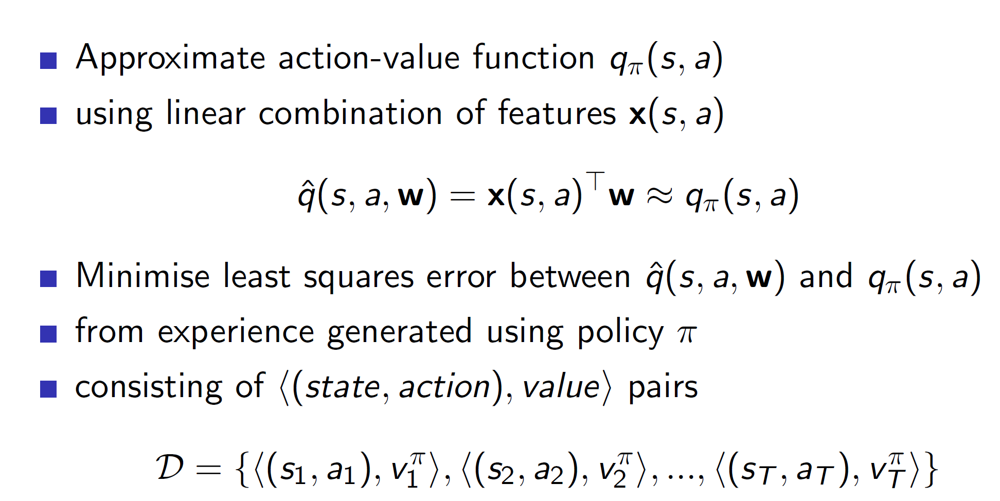 Approximate action-value function $q_\pi(s, a)$
using linear combination of features $\mathbf{x}(s, a)$
$\hat{q}(s, a, \mathbf{w}) = \mathbf{x}(s, a)^\top \mathbf{w} \approx q_\pi(s, a)$
Minimise least squares error between $\hat{q}(s, a, \mathbf{w})$ and $q_\pi(s, a)$
from experience generated using policy $\pi$
consisting of $\langle (state, action), value \rangle$ pairs
$\mathcal{D} = \{\langle (s_1, a_1), v_1^\pi \rangle, \langle (s_2, a_2), v_2^\pi \rangle, ..., \langle (s_T, a_T), v_T^\pi \rangle\}$